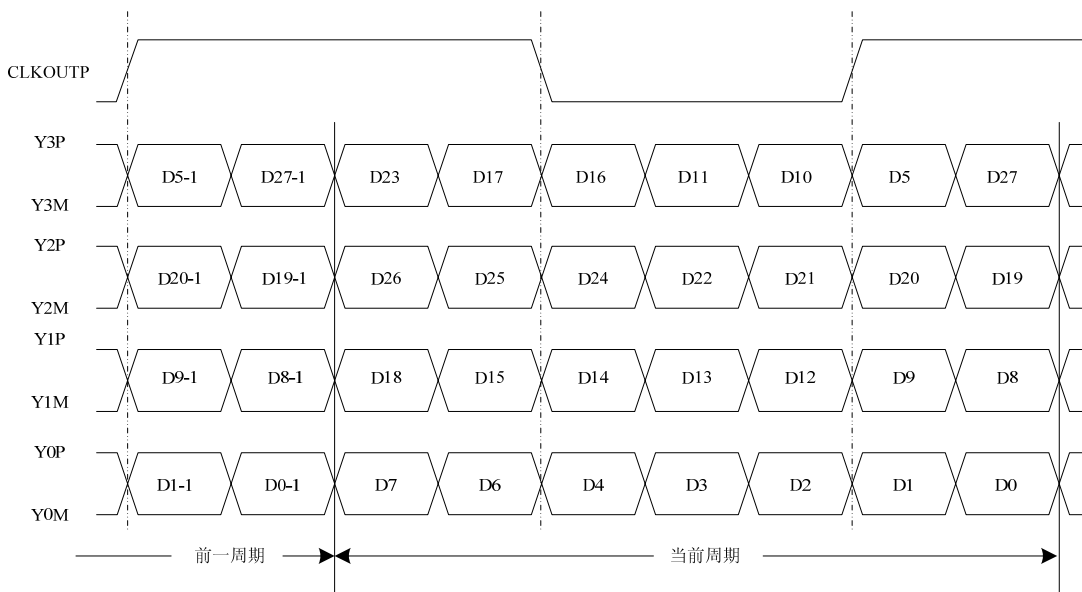 CLKOUTP
Y3P
D5-1 D27-1 D23 D17 D16 D11 D10 D5 D27
Y3M
Y2P
D20-1 D19-1 D26 D25 D24 D22 D21 D20 D19
Y2M
Y1P
D9-1 D8-1 D18 D15 D14 D13 D12 D9 D8
Y1M
Y0P
D1-1 D0-1 D7 D6 D4 D3 D2 D1 D0
Y0M
前一周期 当前周期